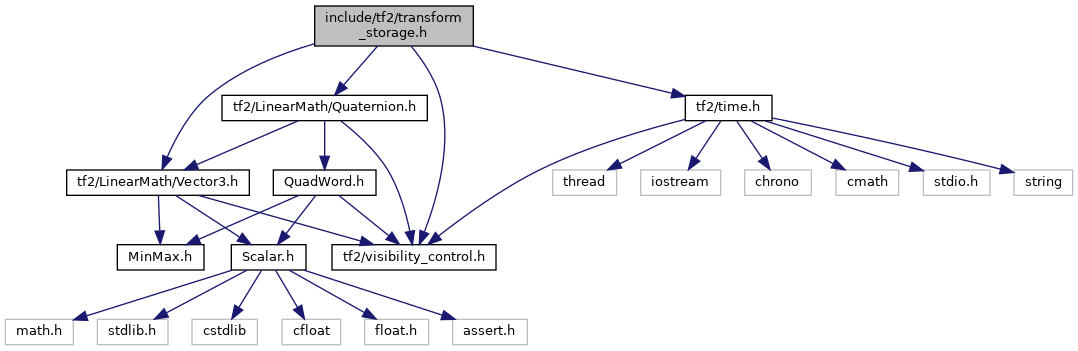 include/tf2/transform
_storage.h
tf2/LinearMath/Quaternion.h
tf2/time.h
tf2/LinearMath/Vector3.h
QuadWord.h
thread
iostream
chrono
cmath
stdio.h
string
MinMax.h
Scalar.h
tf2/visibility_control.h
math.h
stdlib.h
cstdlib
cfloat
float.h
assert.h